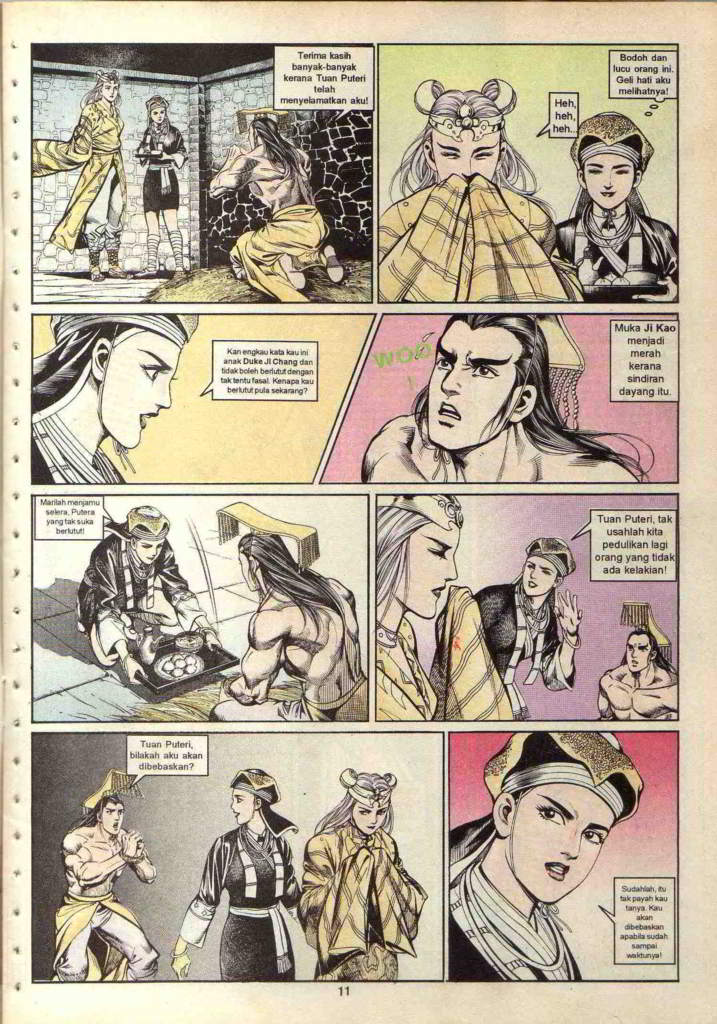 Terima kasih
banyak-banyak
kerana Tuan Puteri
telah
menyelamatkan aku!
Heh,
heh,
heh...
Bodoh dan
lucu orang ini.
Geli hati aku
melihatnya!
Kan engkau kata kau ini
anak Duke Ji Chang dan
tidak boleh berlutut dengan
tak tentu fasal. Kenapa kau
berlutut pula sekarang?
WOO
!
Muka Ji Kao
menjadi
merah
kerana
sindiran
dayang itu.
Marilah menjamu
selera, Putera
yang tak suka
berlutut!
Tuan Puteri, tak
usahlah kita
pedulikan lagi
orang yang tidak
ada kelakian!
Tuan Puteri,
bilakah aku akan
dibebaskan?
Sudahlah, itu
tak payah kau
tanya. Kau
akan
dibebaskan
apabila sudah
sampai
waktunya!
11